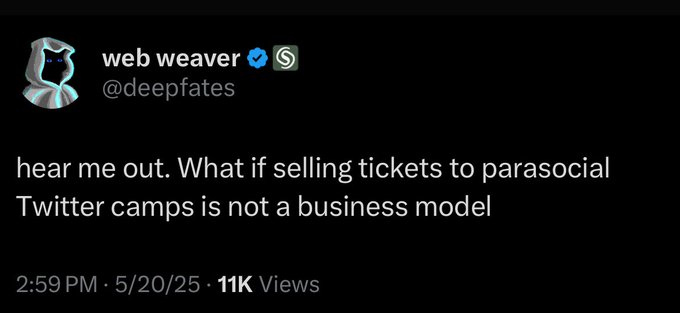 web weaver
@deepfates
hear me out. What if selling tickets to parasocial
Twitter camps is not a business model
2:59 PM · 5/20/25 · 11K Views